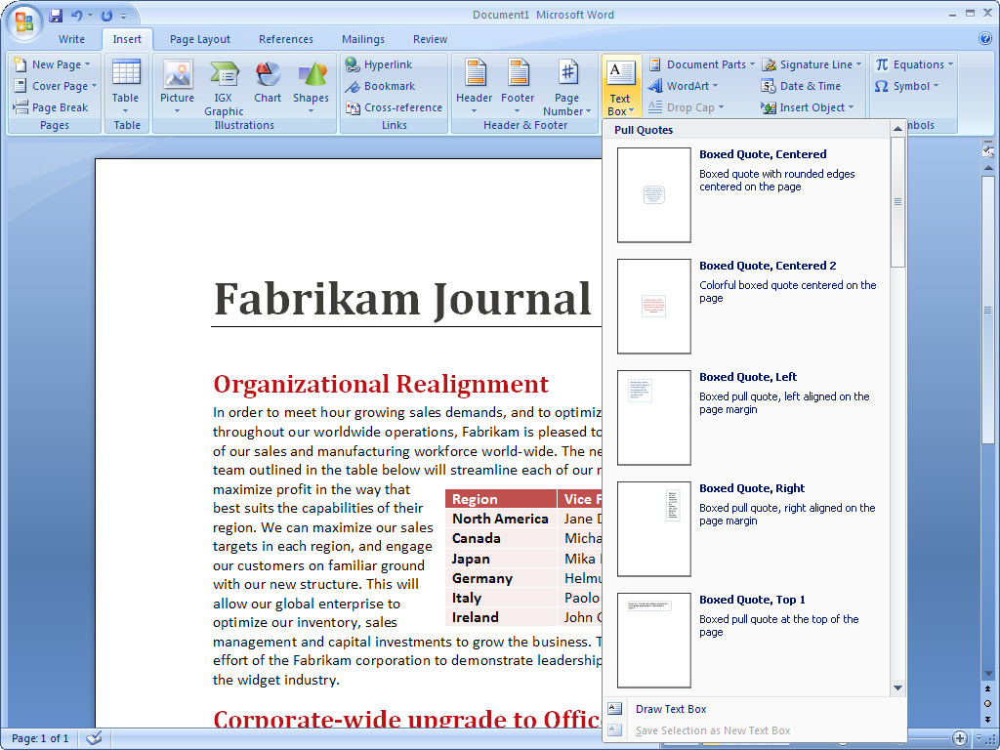 Document1 Microsoft Word
Write Insert Page Layout References Mailings Review
New Page
Cover Page
Page Break
Pages
Table
Table
Picture
IGX Graphic
Chart
Shapes
Illustrations
Hyperlink
Bookmark
Cross-reference
Links
Header
Footer
Page Number
Header & Footer
Text Box
Document Parts
WordArt
Drop Cap
Signature Line
Date & Time
Insert Object
Equations
Symbol
Pull Quotes
Boxed Quote, Centered
Boxed quote with rounded edges
centered on the page
Boxed Quote, Centered 2
Colorful boxed quote centered on the
page
Boxed Quote, Left
Boxed pull quote, left aligned on the
page margin
Boxed Quote, Right
Boxed pull quote, right aligned on the
page margin
Boxed Quote, Top 1
Boxed pull quote at the top of the
page
Draw Text Box
Save Selection as New Text Box
Fabrikam Journal
Organizational Realignment
In order to meet hour growing sales demands, and to optimiz
throughout our worldwide operations, Fabrikam is pleased to
of our sales and manufacturing workforce world-wide. The ne
team outlined in the table below will streamline each of our
maximize profit in the way that
best suits the capabilities of their
region. We can maximize our sales
targets in each region, and engage
our customers on familiar ground
with our new structure. This will
allow our global enterprise to
optimize our inventory, sales
management and capital investments to grow the business. T
effort of the Fabrikam corporation to demonstrate leadership
the widget industry.
Region Vice
North America Jane
Canada Micha
Japan Mika
Germany Helmu
Italy Paolo
Ireland John
Corporate-wide upgrade to Offic
Page: 1 of 1